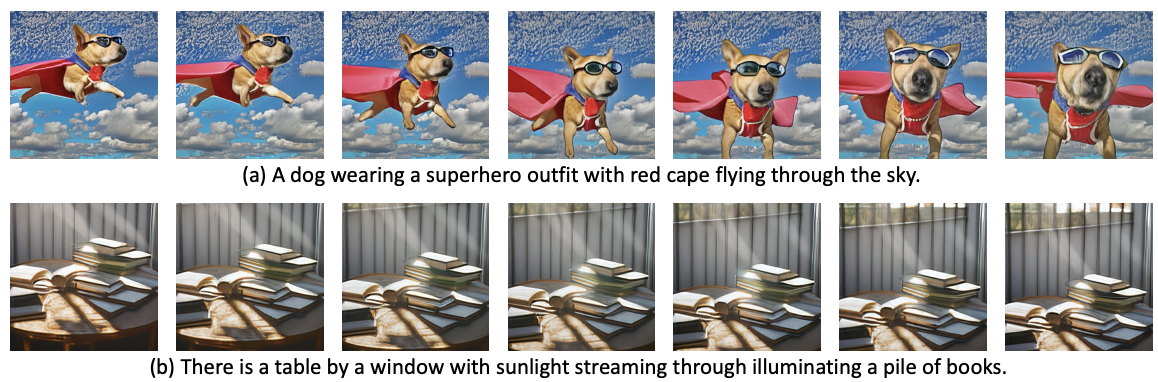 (a) A dog wearing a superhero outfit with red cape flying through the sky.
(b) There is a table by a window with sunlight streaming through illuminating a pile of books.